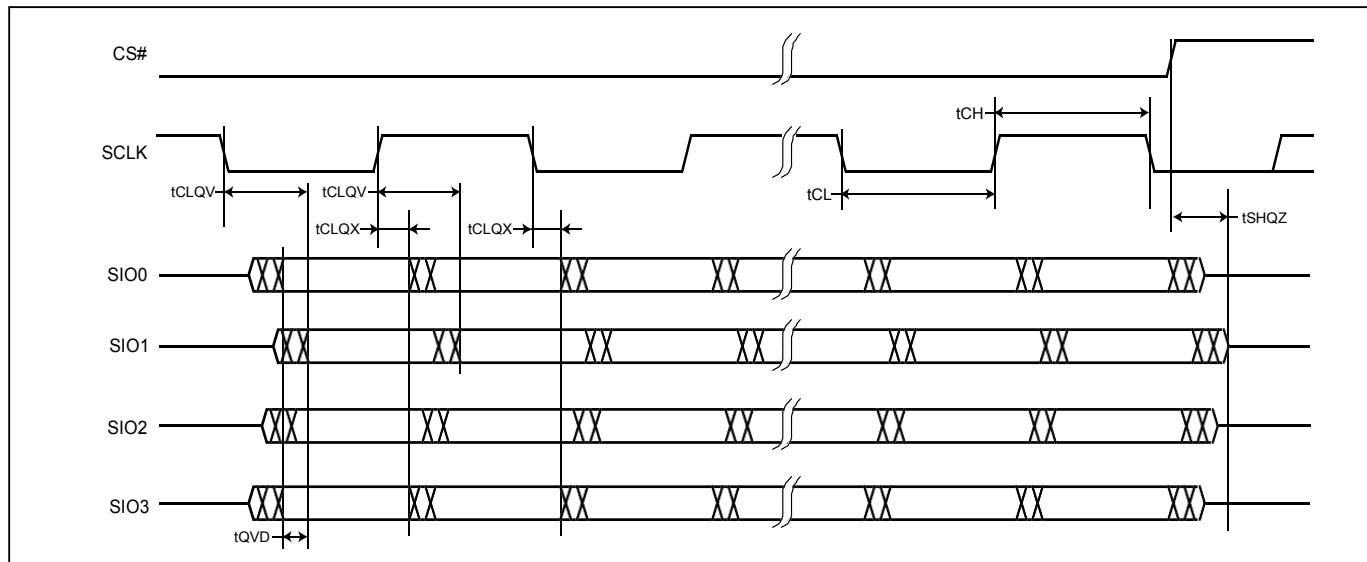 CS#
tCH
SCLK
tCLQV
tCLQV
tCL
tCLQX
tCLQX
tSHQZ
SIO0
SIO1
SIO2
SIO3
tQVD